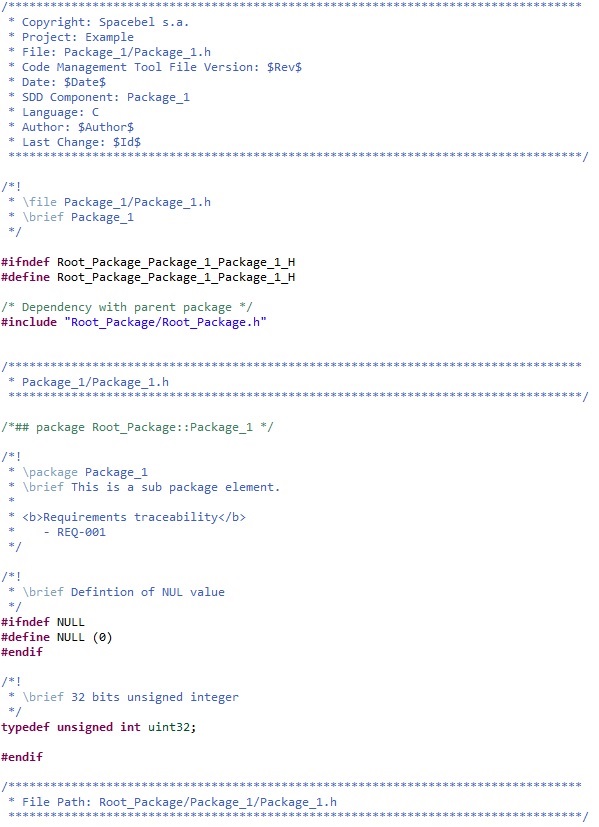 /**********************************************************************************
 * Copyright: Spacebel s.a.
 * Project: Example
 * File: Package_1/Package_1.h
 * Code Management Tool File Version: $Rev$
 * Date: $Date$
 * SDD Component: Package_1
 * Language: C
 * Author: $Author$
 * Last Change: $Id$
 **********************************************************************************/

/*!
 * \file Package_1/Package_1.h
 * \brief Package_1
 */

#ifndef Root_Package_Package_1_Package_1_H
#define Root_Package_Package_1_Package_1_H

/* Dependency with parent package */
#include "Root_Package/Root_Package.h"

/**********************************************************************************
 * Package_1/Package_1.h
 **********************************************************************************/

/*## package Root_Package::Package_1 */

/*!
 * \package Package_1
 * \brief This is a sub package element.
 *
 * <b>Requirements traceability</b>
 *    - REQ-001
 */

/*!
 * \brief Defintion of NUL value
 */
#ifndef NULL
#define NULL (0)
#endif

/*!
 * \brief 32 bits unsigned integer
 */
typedef unsigned int uint32;

#endif

/**********************************************************************************
 * File Path: Root_Package/Package_1/Package_1.h
 **********************************************************************************/